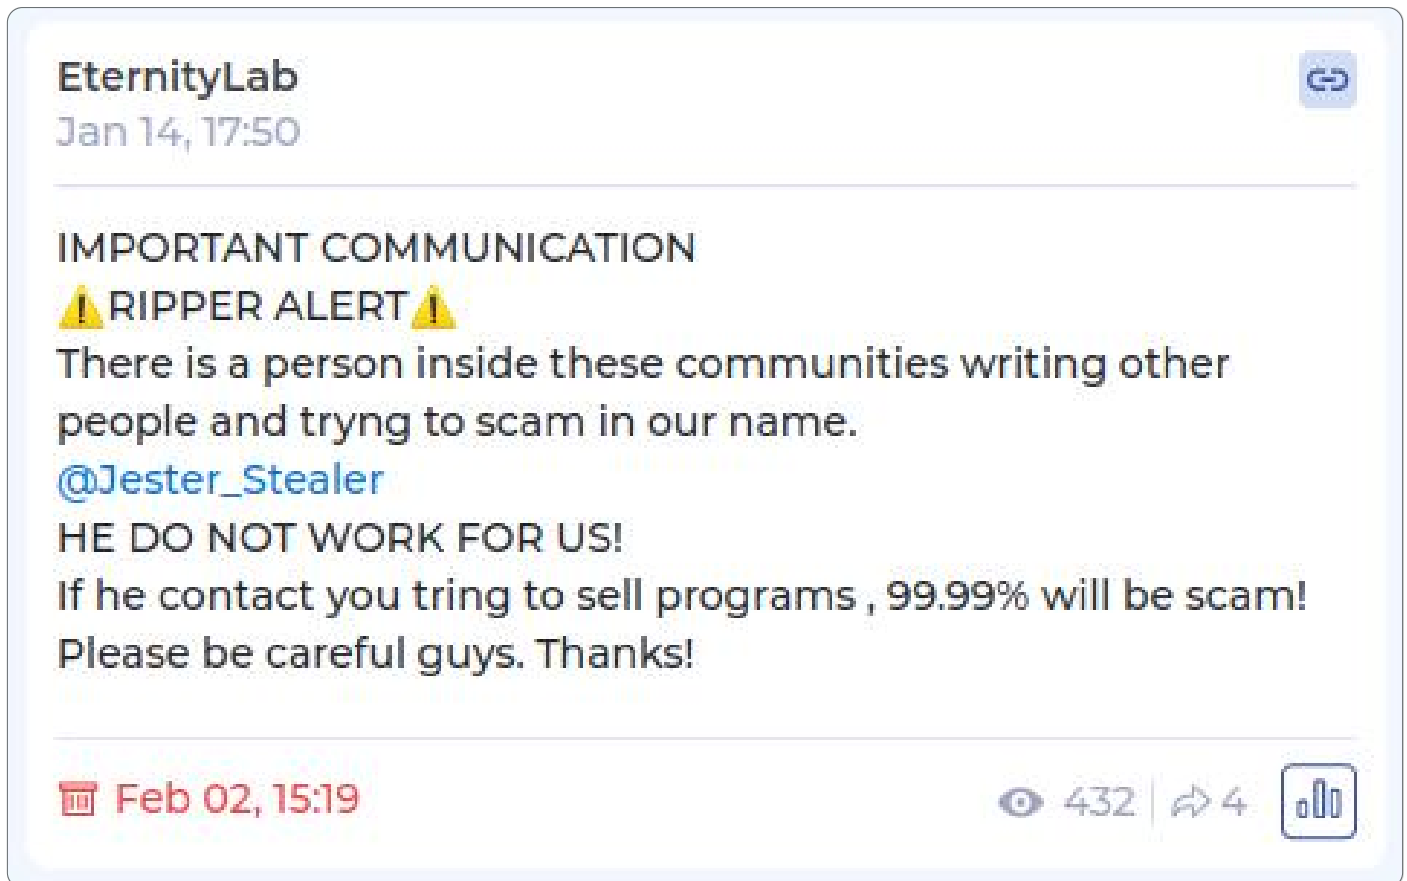 EternityLab
Jan 14, 17:50
IMPORTANT COMMUNICATION
⚠️RIPPER ALERT⚠️
There is a person inside these communities writing other
people and tryng to scam in our name.
@Jester_Stealer
HE DO NOT WORK FOR US!
If he contact you tring to sell programs , 99.99% will be scam!
Please be careful guys. Thanks!
Feb 02, 15:19
432
4